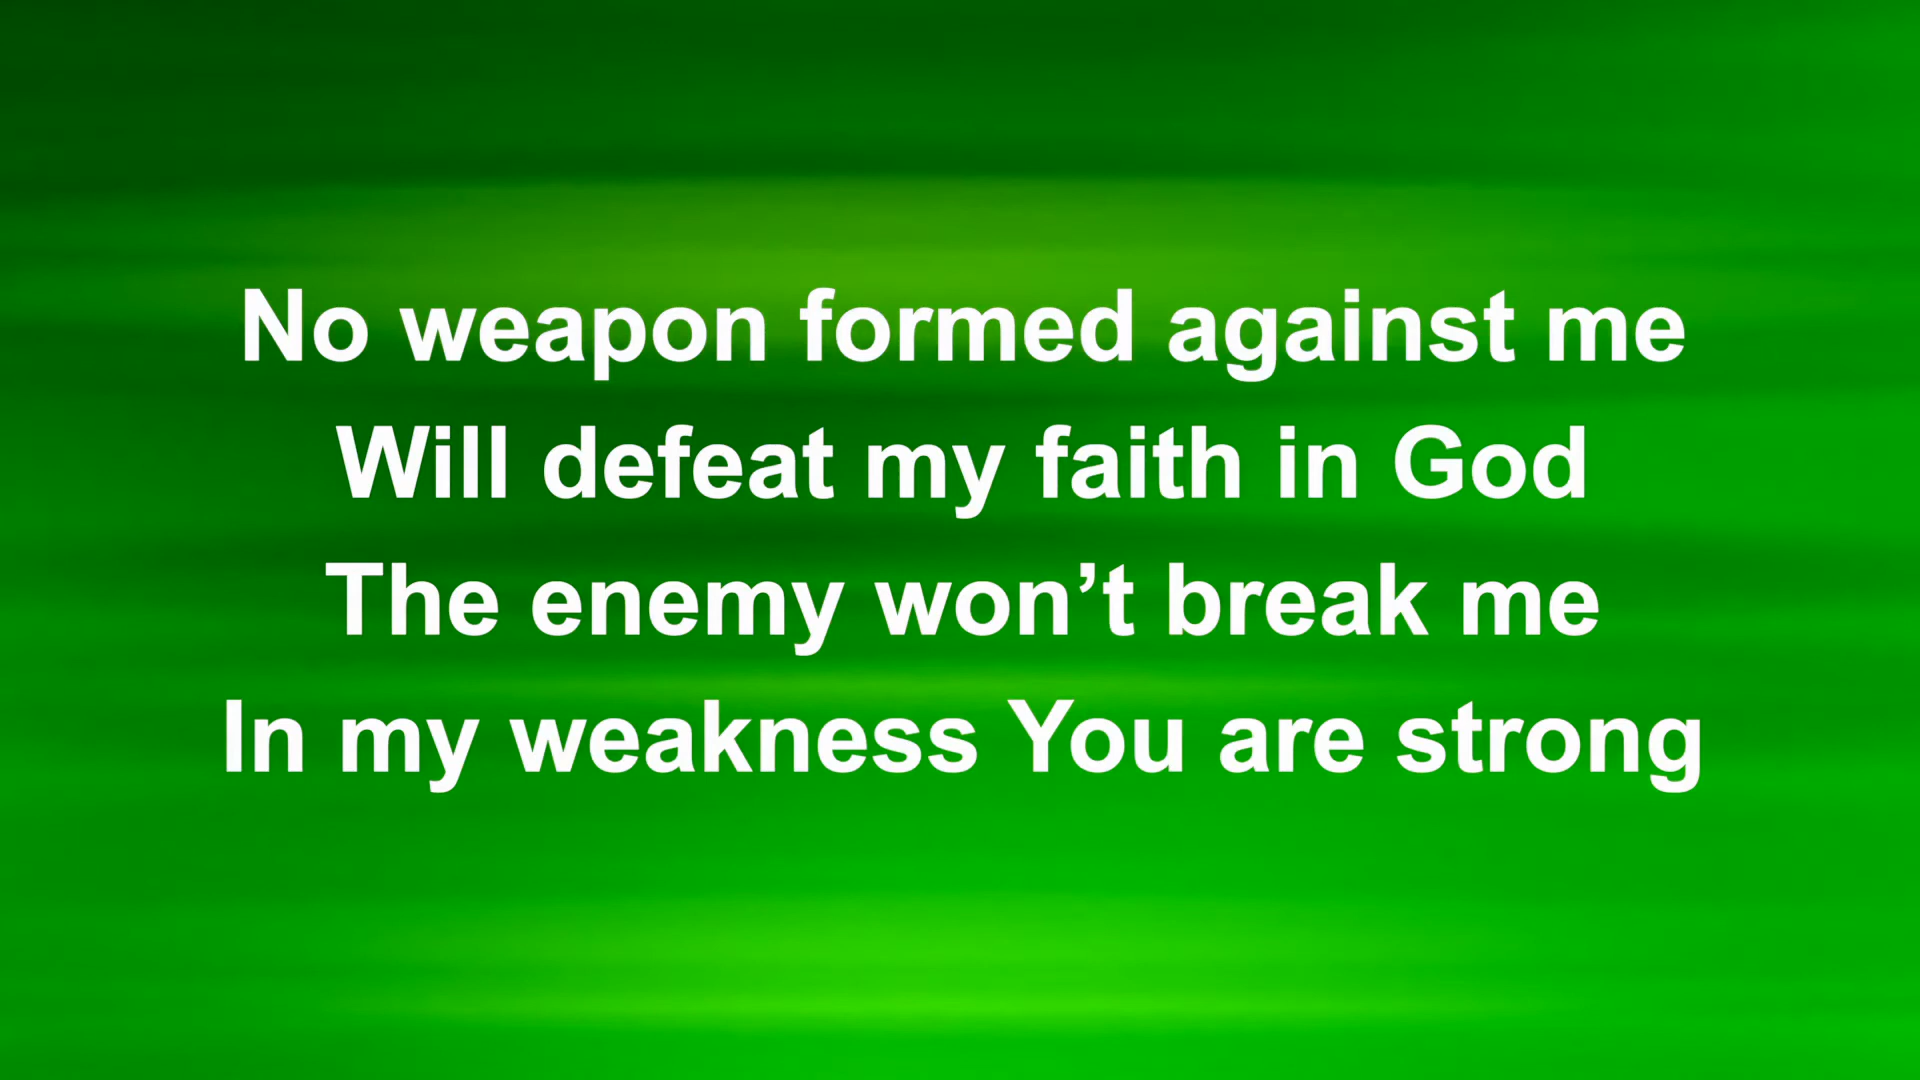 No weapon formed against me
Will defeat my faith in God
The enemy won’t break me
In my weakness You are strong